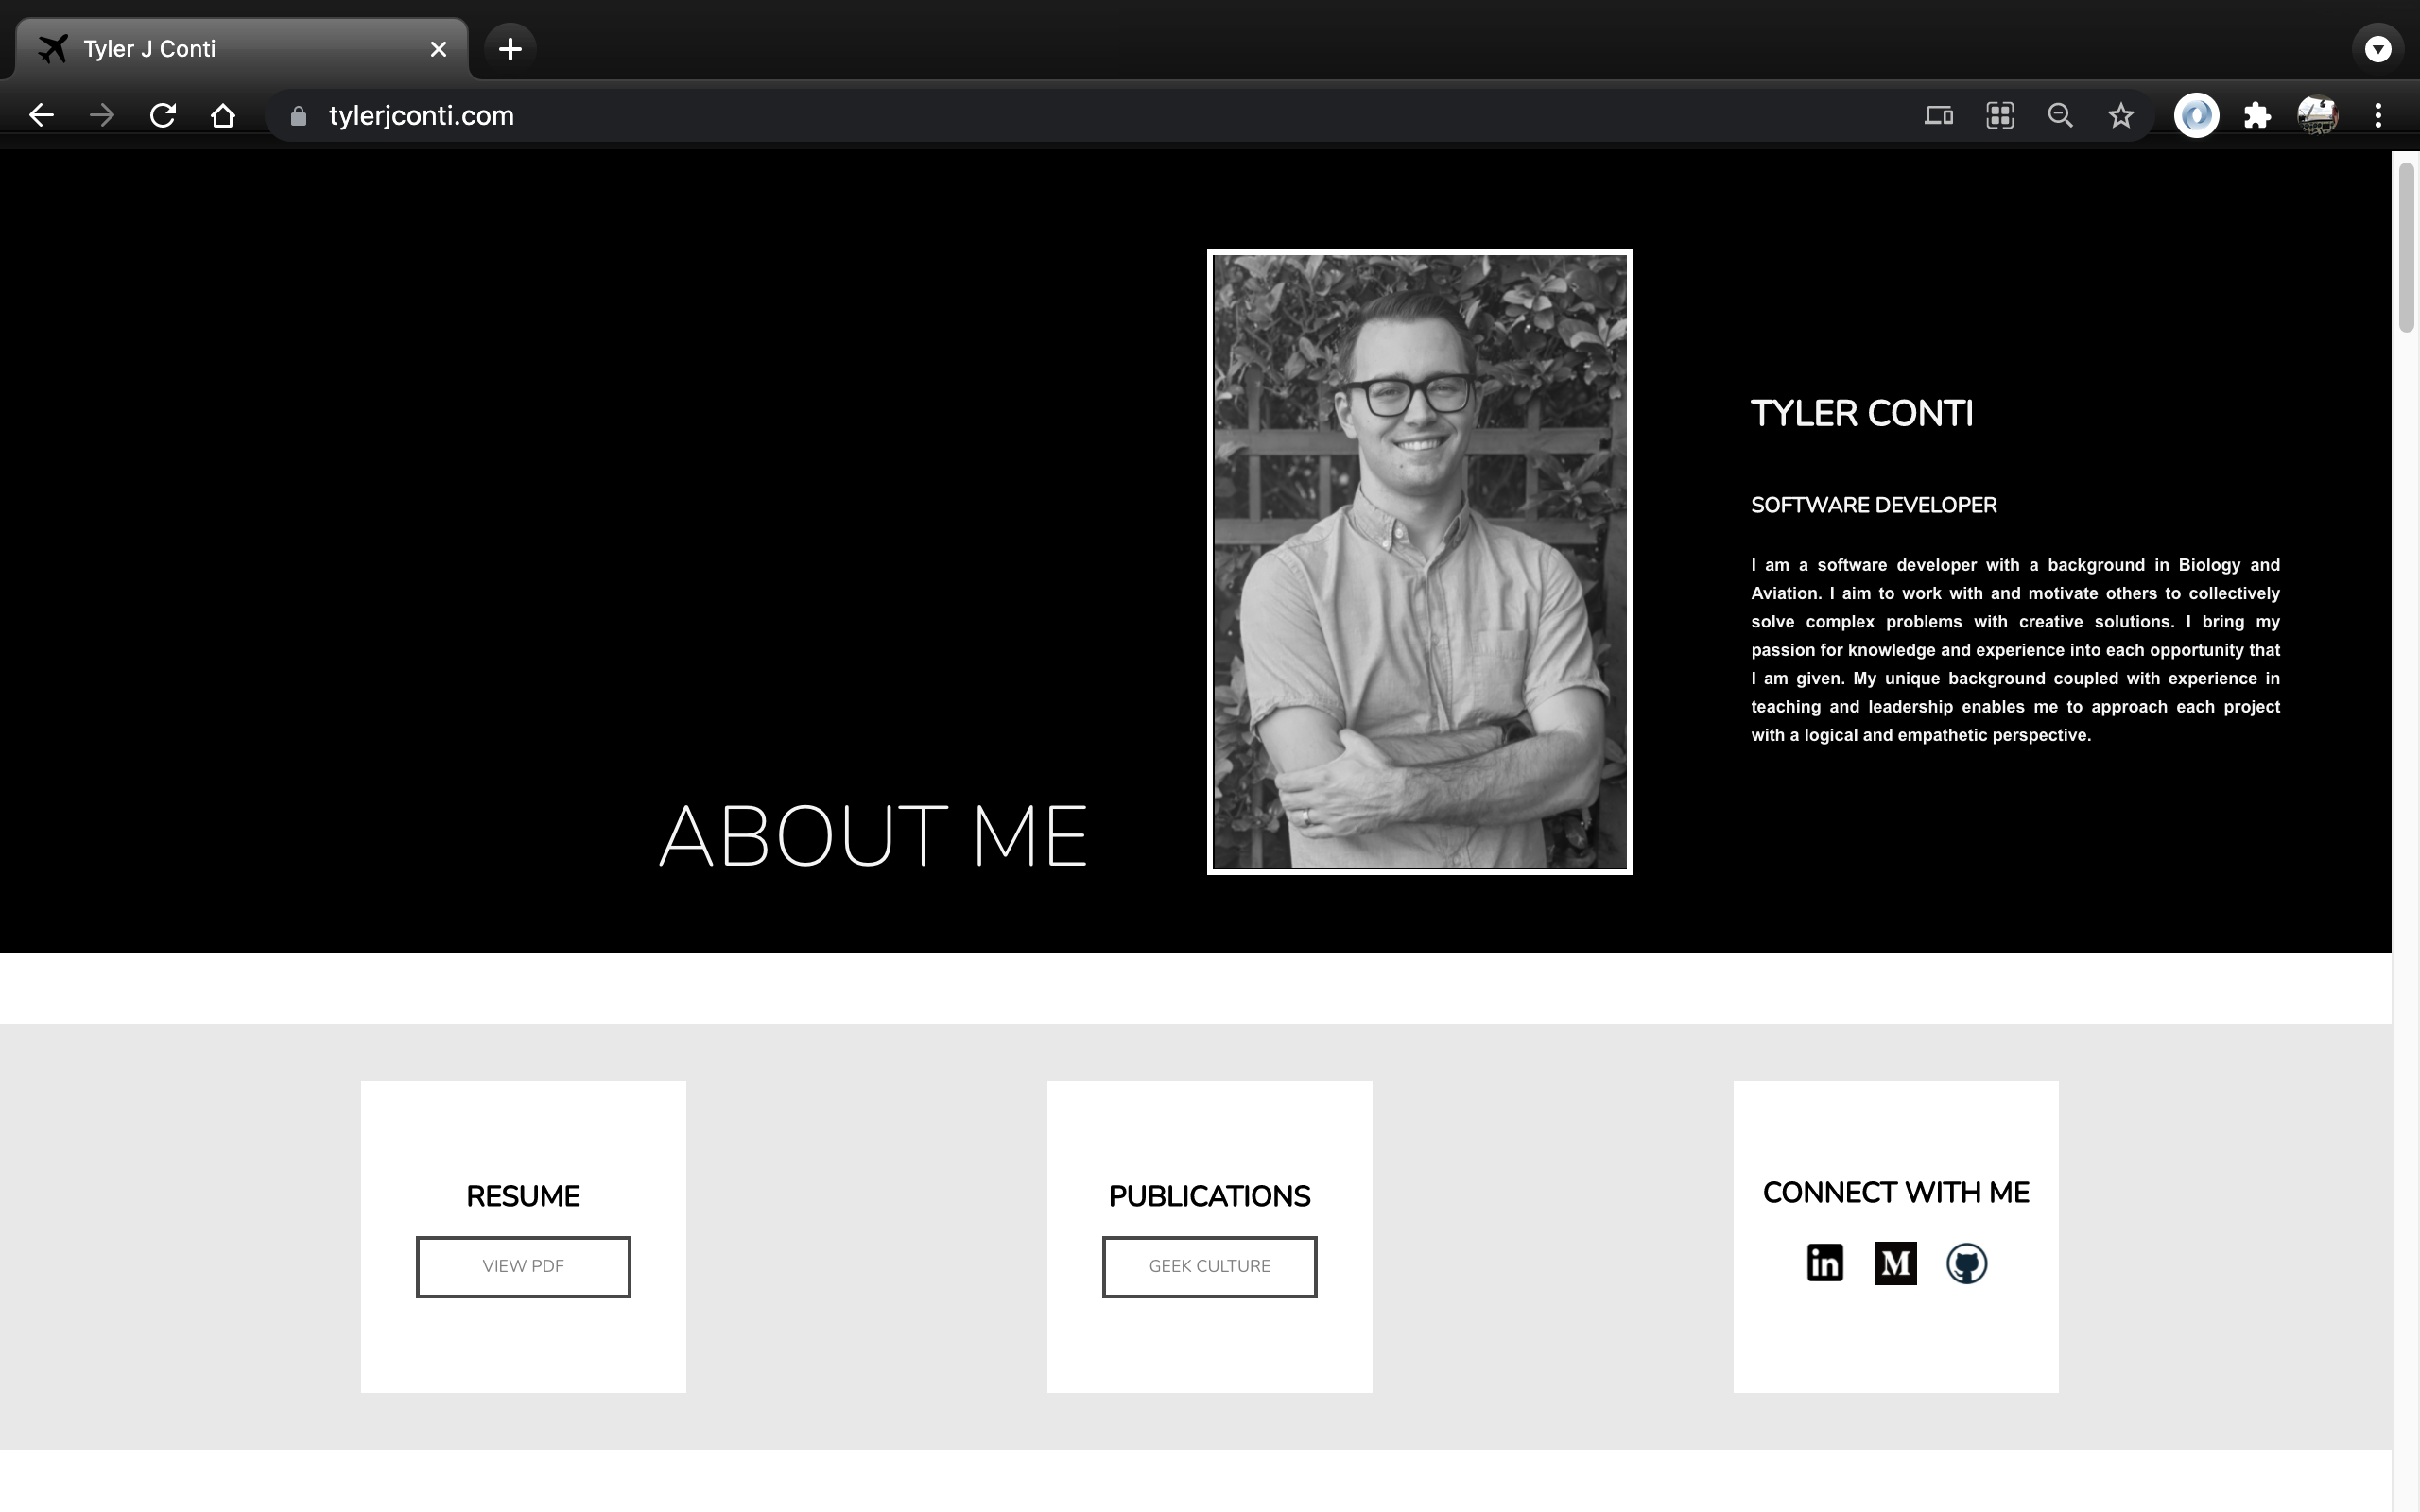 Tyler J Conti
tylerjconti.com
ABOUT ME
TYLER CONTI
SOFTWARE DEVELOPER
I am a software developer with a background in Biology and
Aviation. I aim to work with and motivate others to collectively
solve complex problems with creative solutions. I bring my
passion for knowledge and experience into each opportunity that
I am given. My unique background coupled with experience in
teaching and leadership enables me to approach each project
with a logical and empathetic perspective.
RESUME
VIEW PDF
PUBLICATIONS
GEEK CULTURE
CONNECT WITH ME
in
M